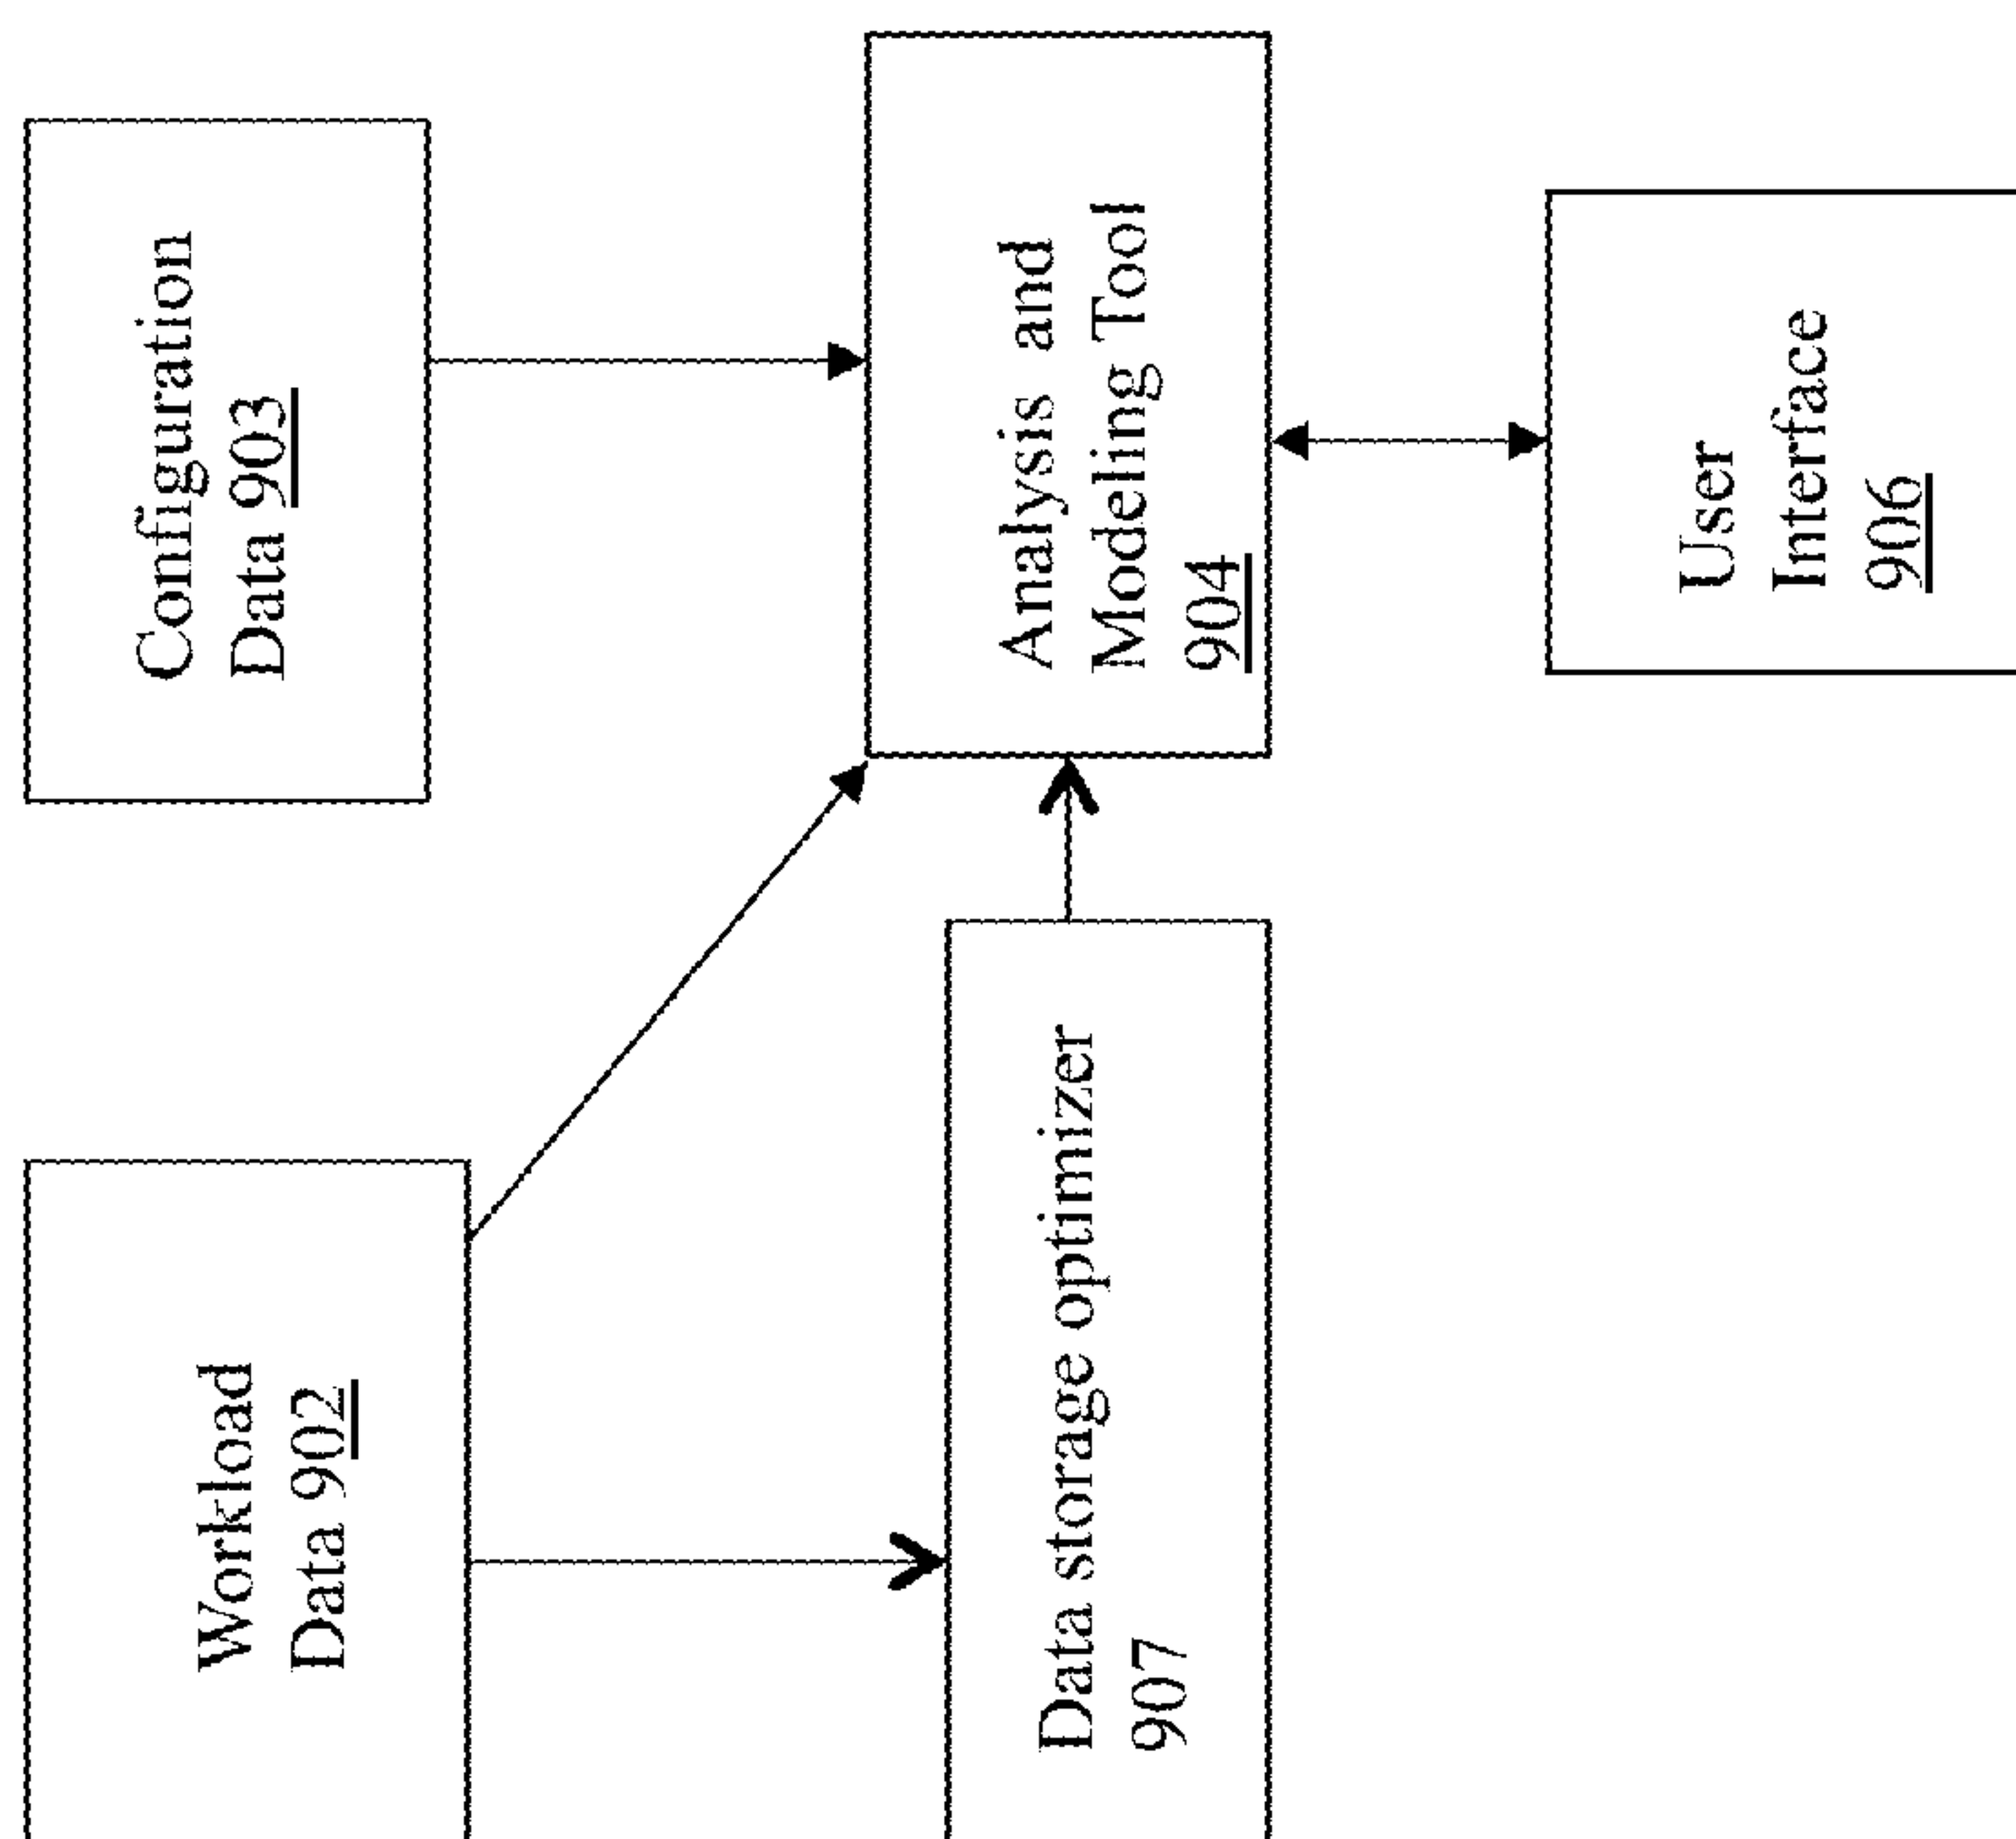 Workload
Data 902
Configuration
Data 903
Data storage optimizer
907
Analysis and
Modeling Tool
904
User
Interface
906